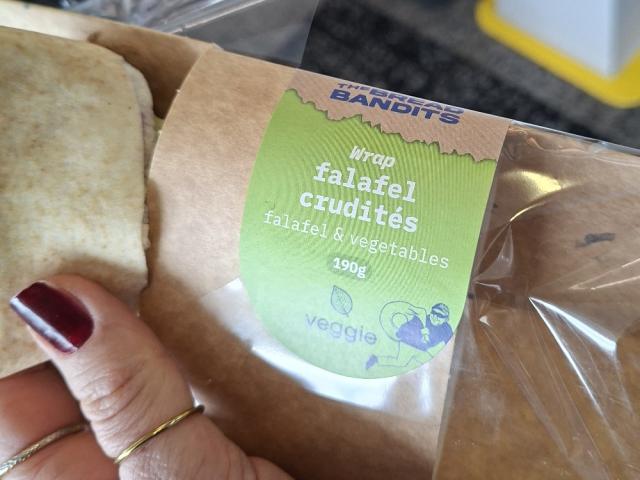 THE BREAD
BANDITS
Wrap
falafel
crudités
falafel & vegetables
190g
veggie